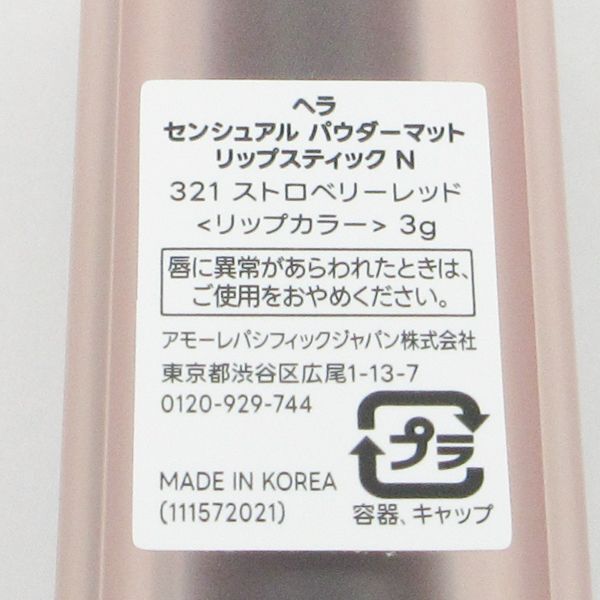 ヘラ
センシュアル パウダーマット
リップスティック N
321 ストロベリーレッド
<リップカラー> 3g
唇に異常があらわれたときは、
ご使用をおやめください。
アモーレパシフィックジャパン株式会社
東京都渋谷区広尾1-13-7
0120-929-744
プラ
MADE IN KOREA
(111572021)
容器、キャップ